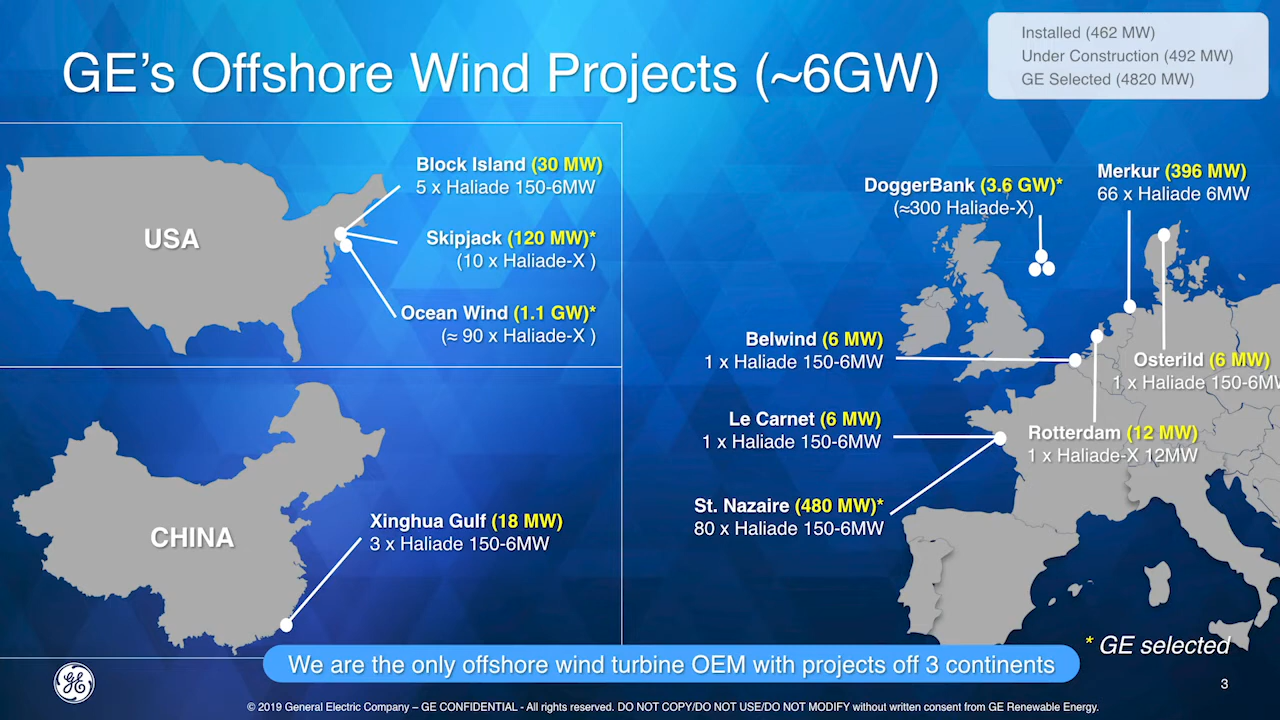 GE's Offshore Wind Projects (~6GW)
Installed (462 MW)
Under Construction (492 MW)
GE Selected (4820 MW)
USA
Block Island (30 MW)
5 x Haliade 150-6MW
Skipjack (120 MW)*
(10 x Haliade-X )
Ocean Wind (1.1 GW)*
(≈ 90 x Haliade-X )
CHINA
Xinghua Gulf (18 MW)
3 x Haliade 150-6MW
DoggerBank (3.6 GW)*
(≈300 Haliade-X)
Merkur (396 MW)
66 x Haliade 6MW
Belwind (6 MW)
1 x Haliade 150-6MW
Osterild (6 MW)
1 x Haliade 150-6MW
Le Carnet (6 MW)
1 x Haliade 150-6MW
Rotterdam (12 MW)
1 x Haliade-X 12MW
St. Nazaire (480 MW)*
80 x Haliade 150-6MW
* GE selected
We are the only offshore wind turbine OEM with projects off 3 continents
GE
3
© 2019 General Electric Company – GE CONFIDENTIAL - All rights reserved. DO NOT COPY/DO NOT USE/DO NOT MODIFY without written consent from GE Renewable Energy.